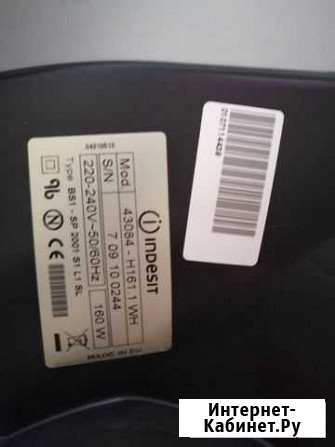 INDESIT
Mod. 43084 - H161.1 WH
S/N 7 09 10 0244
220-240V~50/60Hz 160 W
Type BS1 - SP 2001 S1 L1 SL
MADE IN EU
Интернет-
Кабинет.Ру